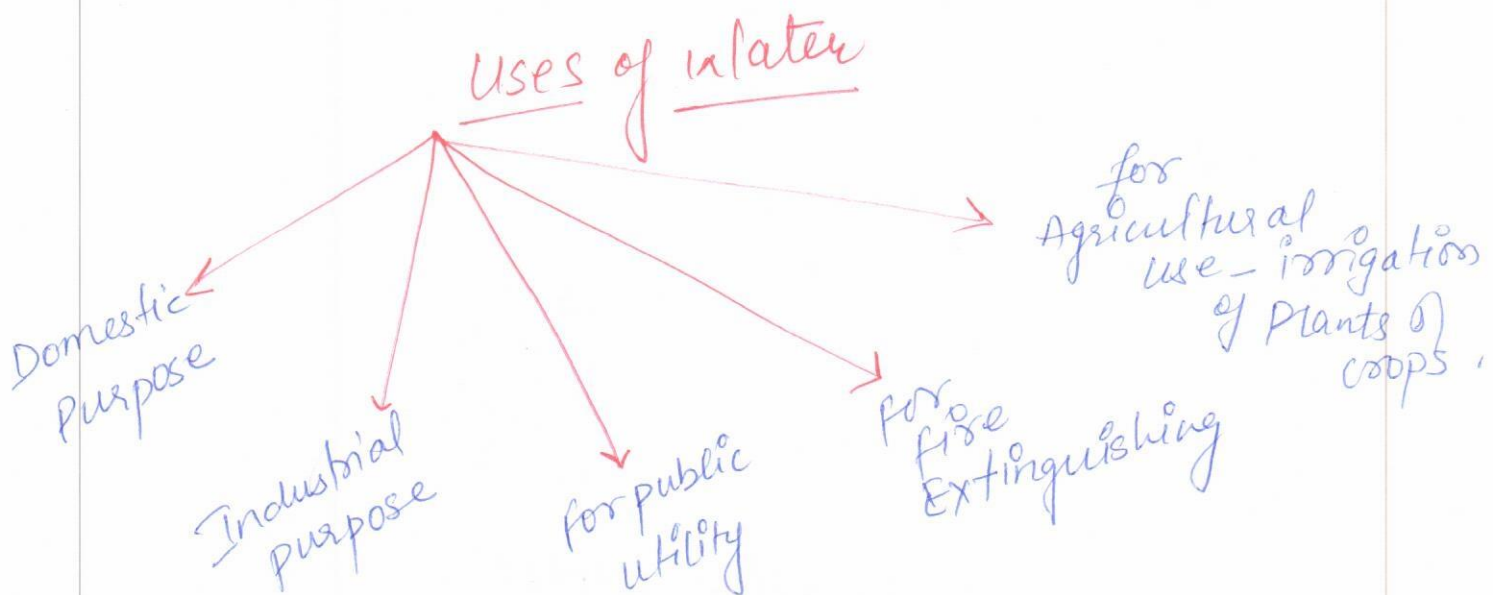 Uses of Water
Domestic
Purpose
Industrial
purpose
for public
utility
for
fire
Extinguishing
for
Agricultural
use - irrigation
of Plants &
crops.